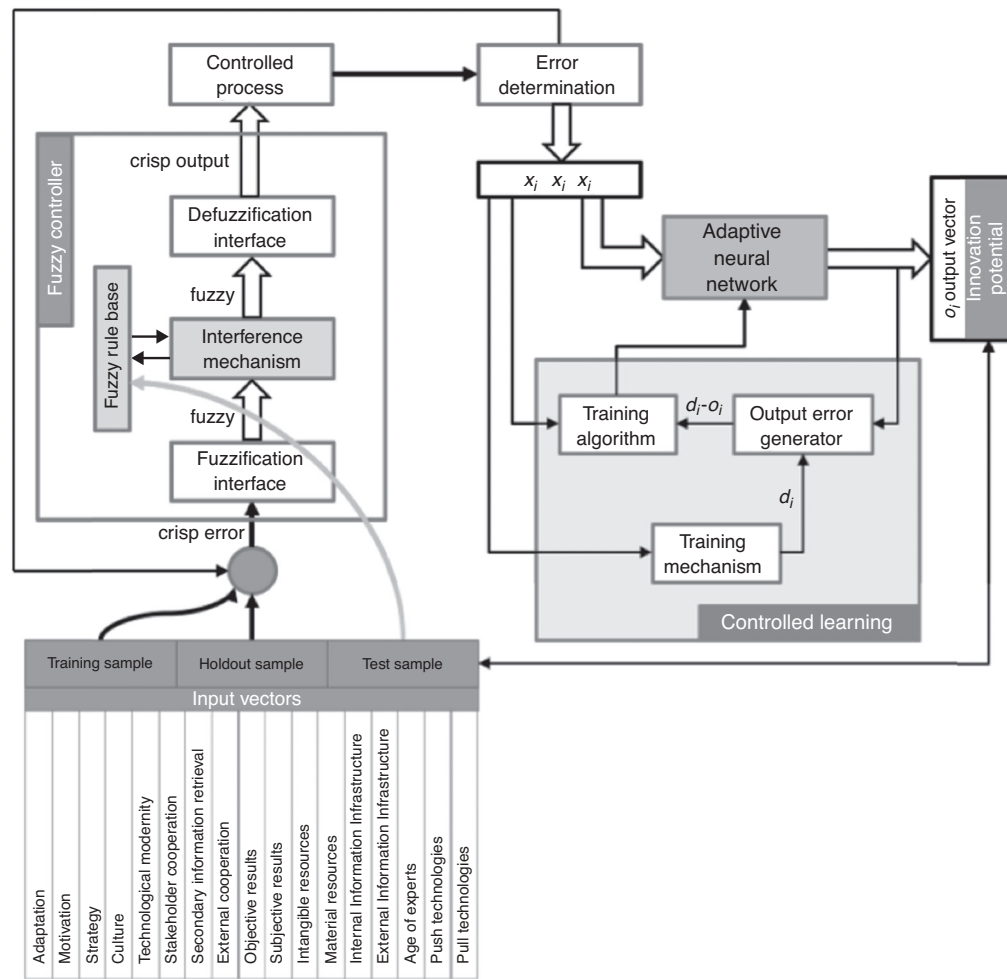 Controlled
process
Error
determination
Fuzzy controller
crisp output
x_i x_i x_i
Defuzzification
interface
Adaptive
neural
network
o_i output vector
Innovation
potential
fuzzy
Fuzzy rule base
Interference
mechanism
fuzzy
Training
algorithm
d_i-o_i
Output error
generator
Fuzzification
interface
d_i
crisp error
Training
mechanism
Controlled learning
Training sample
Holdout sample
Test sample
Input vectors
Adaptation
Motivation
Strategy
Culture
Technological modernity
Stakeholder cooperation
Secondary information retrieval
External cooperation
Objective results
Subjective results
Intangible resources
Material resources
Internal Information Infrastructure
External Information Infrastructure
Age of experts
Push technologies
Pull technologies